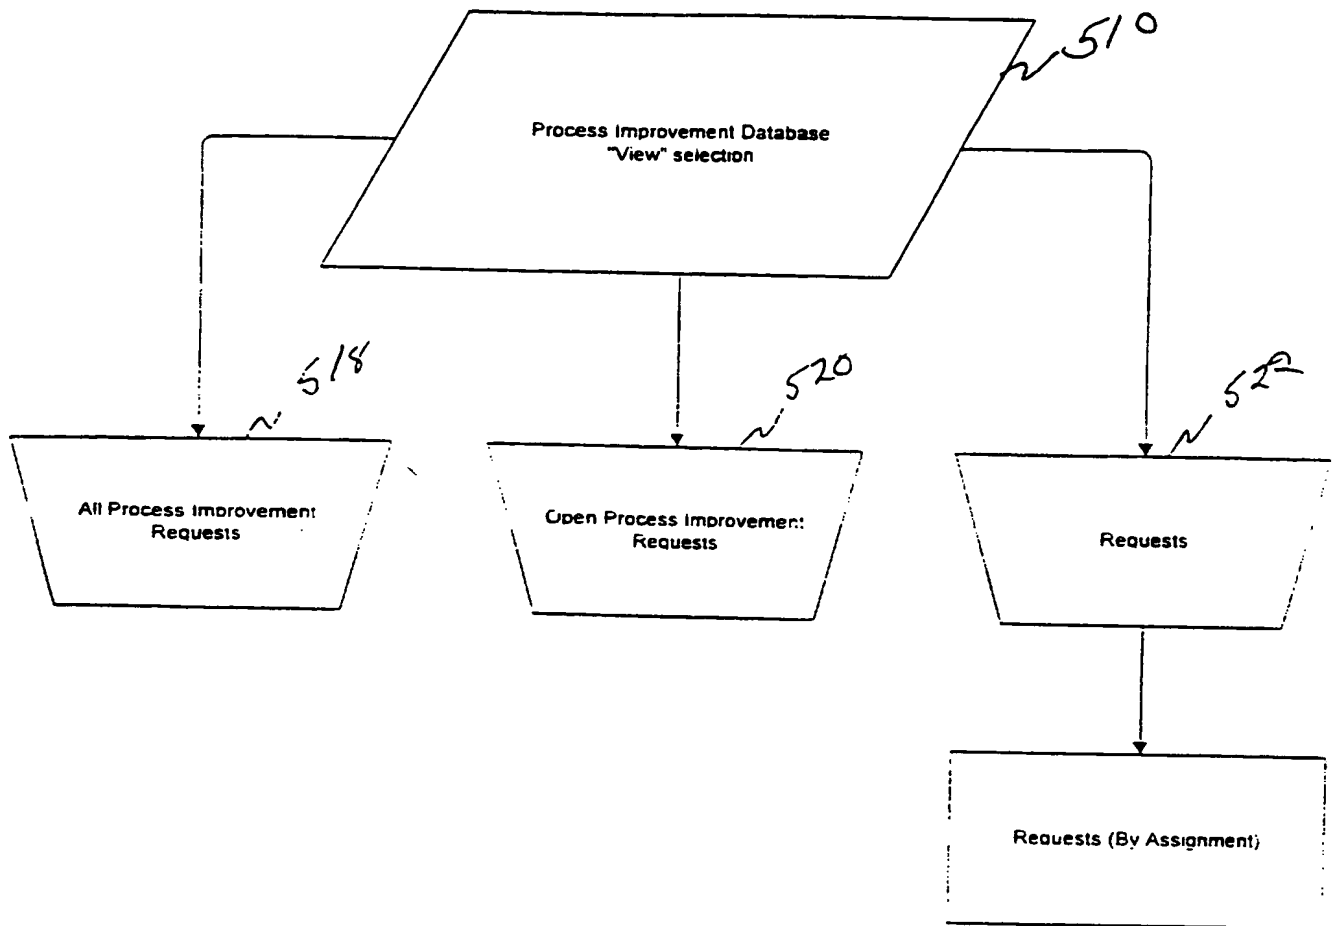 510
Process Improvement Database
"View" selection
518
520
522
All Process Improvement
Requests
Open Process Improvement
Requests
Requests
Requests (By Assignment)